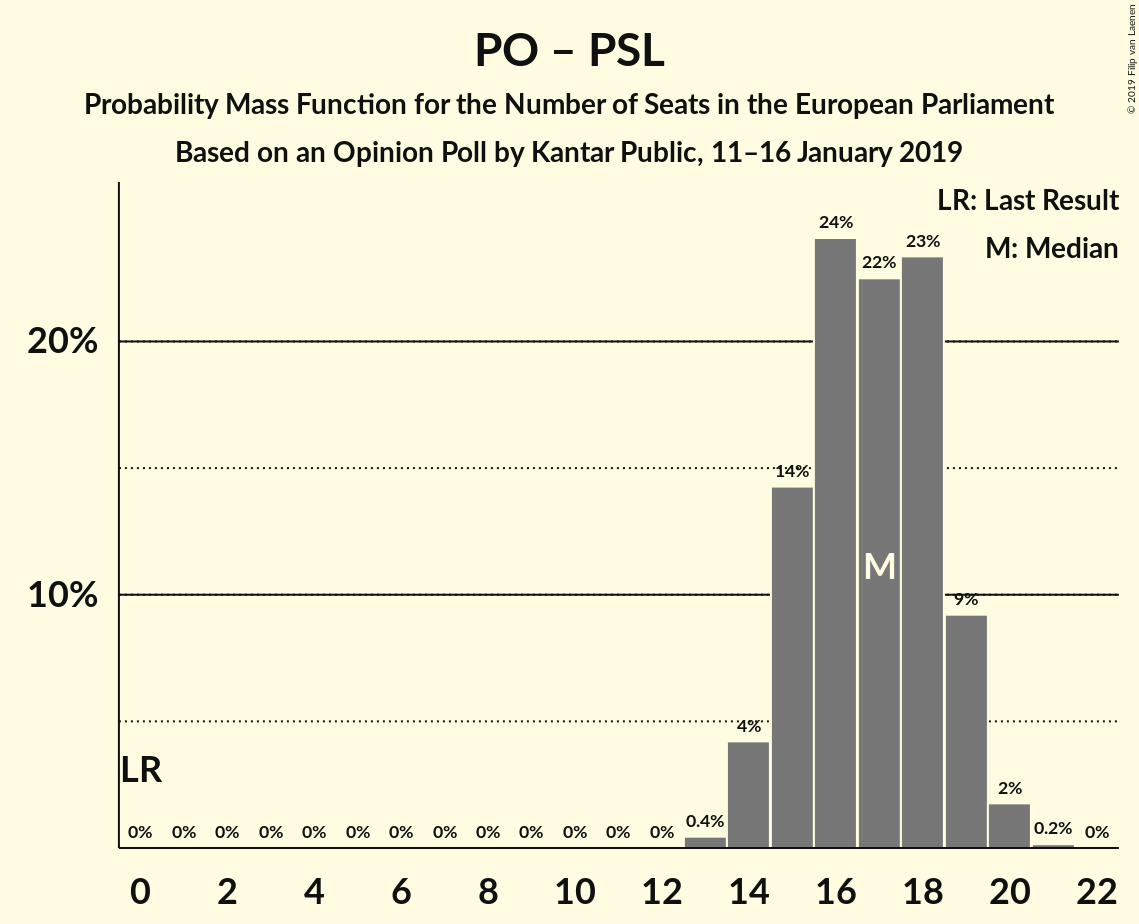 PO – PSL
Probability Mass Function for the Number of Seats in the European Parliament
Based on an Opinion Poll by Kantar Public, 11–16 January 2019
© 2019 Filip van Laenen
LR: Last Result
M: Median
24%
23%
22%
20%
14%
M
10%
9%
4%
LR
2%
0% 0% 0% 0% 0% 0% 0% 0% 0% 0% 0% 0% 0% 0.4% 0.2% 0%
0 2 4 6 8 10 12 14 16 18 20 22